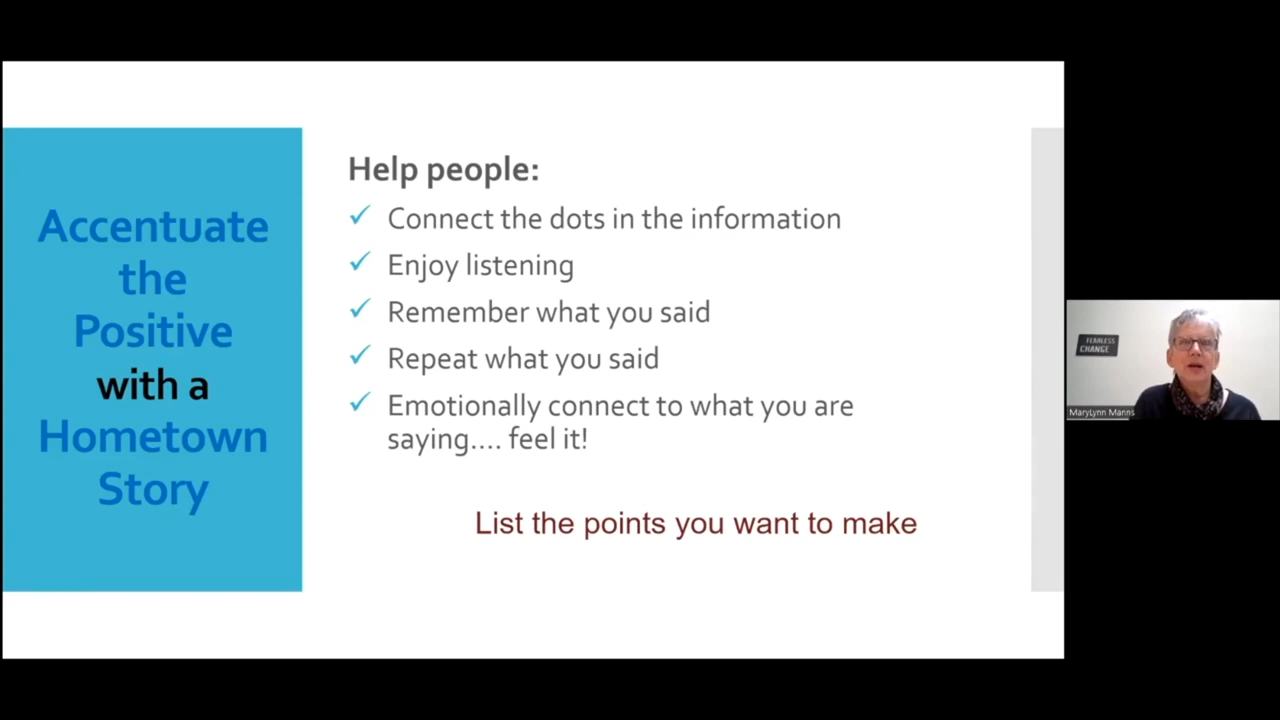 Accentuate
the
Positive
with a
Hometown
Story
Help people:
✓ Connect the dots in the information
✓ Enjoy listening
✓ Remember what you said
✓ Repeat what you said
✓ Emotionally connect to what you are
saying.... feel it!
List the points you want to make
FEARLESS
CHANGE
MaryLynn Manns